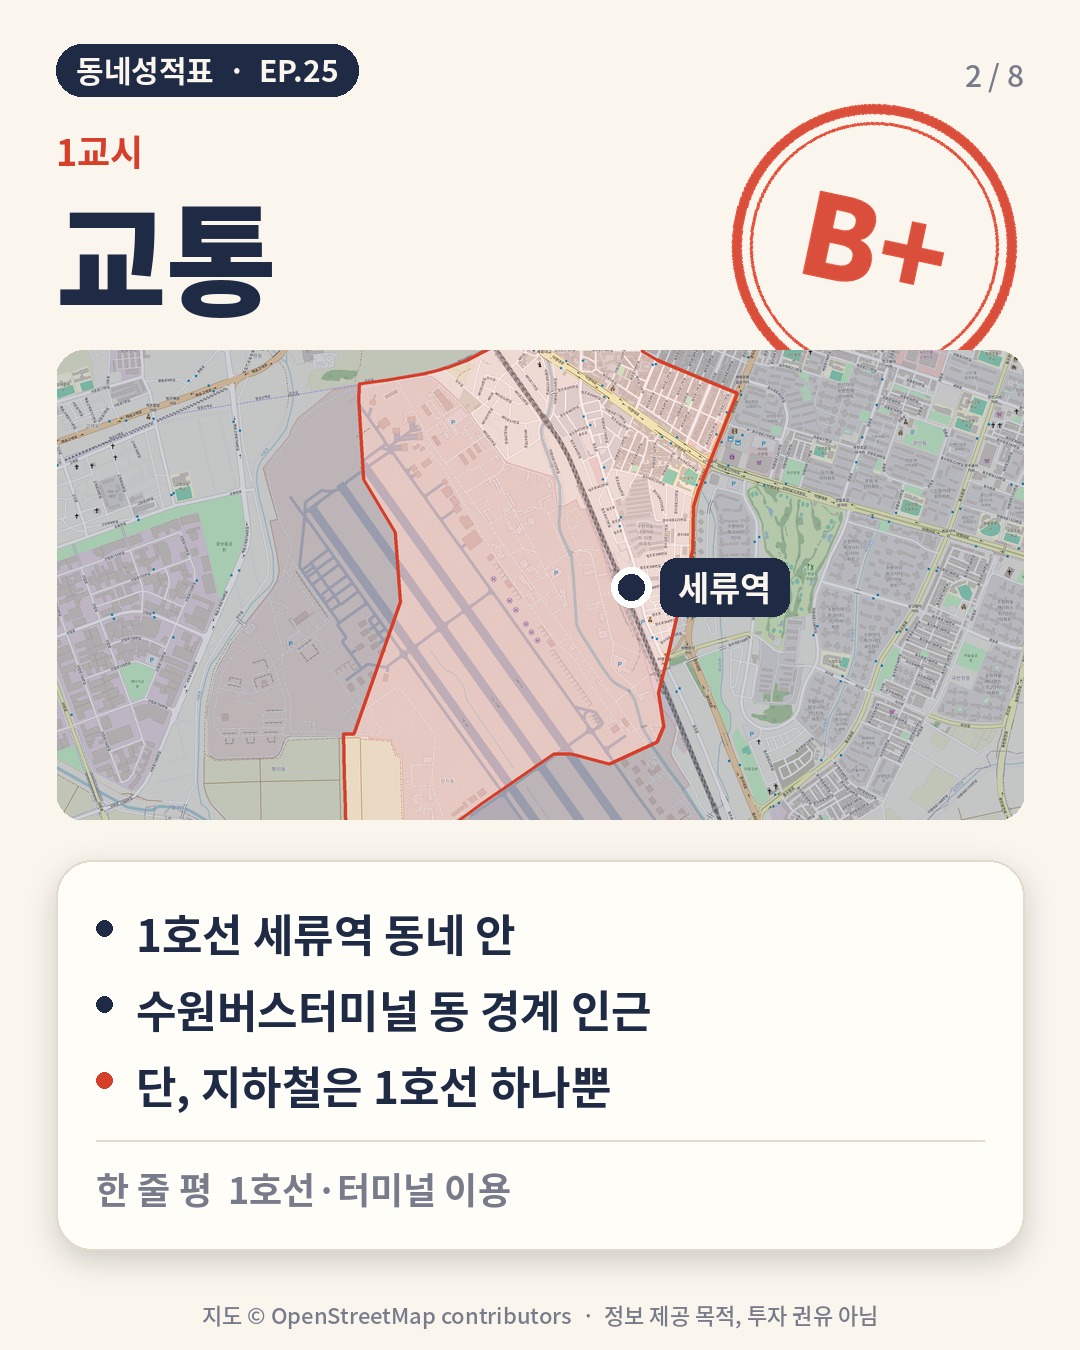 동네성적표 · EP.25
2 / 8
1교시
교통
B+
세류역
1호선 세류역 동네 안
수원버스터미널 동 경계 인근
단, 지하철은 1호선 하나뿐
한 줄 평 1호선·터미널 이용
지도 © OpenStreetMap contributors · 정보 제공 목적, 투자 권유 아님